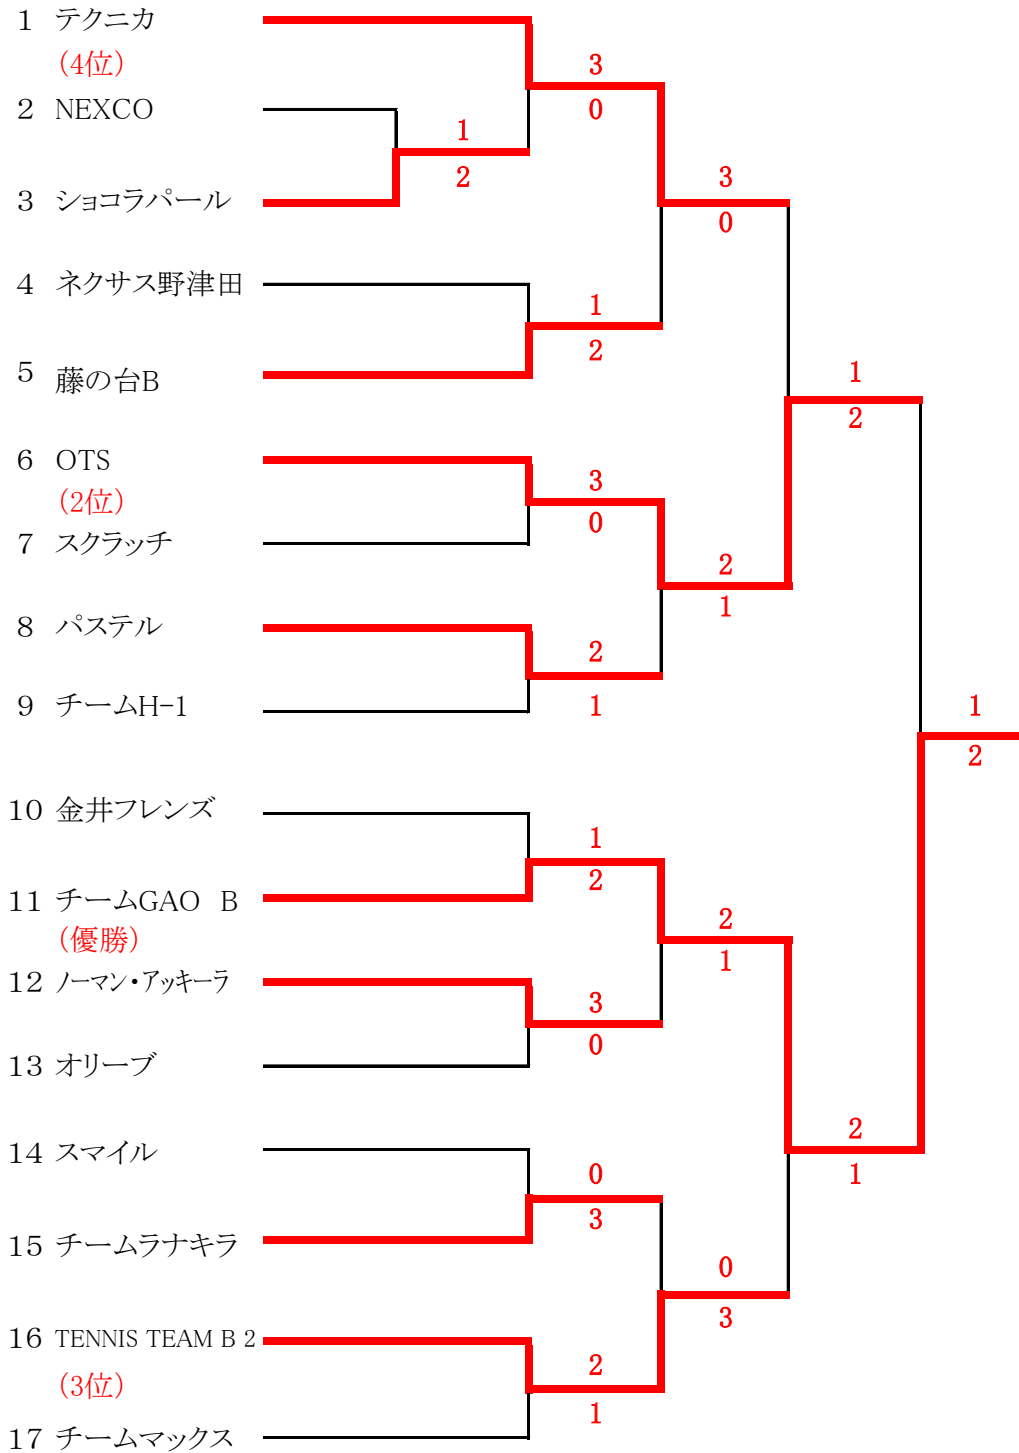 1 テクニカ
3
(4位)
0
2 NEXCO
1
2
3 ショコラパール
3
0
4 ネクサス野津田
1
2
5 藤の台B
1
2
6 OTS
3
(2位)
0
7 スクラッチ
2
1
8 パステル
2
1
9 チームH-1
1
2
10 金井フレンズ
1
2
11 チームGAO B
2
(優勝)
1
12 ノーマン・アッキーラ
3
0
13 オリーブ
2
1
14 スマイル
0
3
15 チームラナキラ
0
3
16 TENNIS TEAM B 2
2
(3位)
1
17 チームマックス